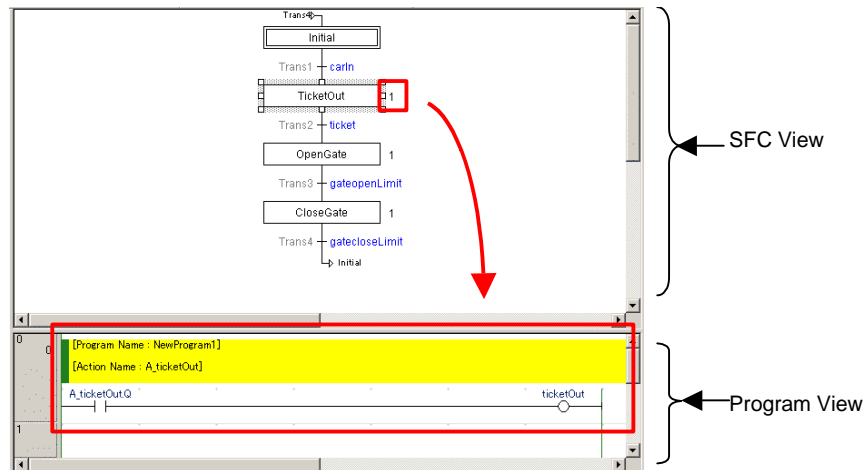 Trans4
Initial
Trans1 carIn
TicketOut 1
Trans2 ticket
OpenGate 1
SFC View
Trans3 gateopenLimit
CloseGate 1
Trans4 gatecloseLimit
Initial
0
0
[Program Name : NewProgram1]
[Action Name : A_ticketOut]
A_ticketOut.Q ticketOut
Program View
1